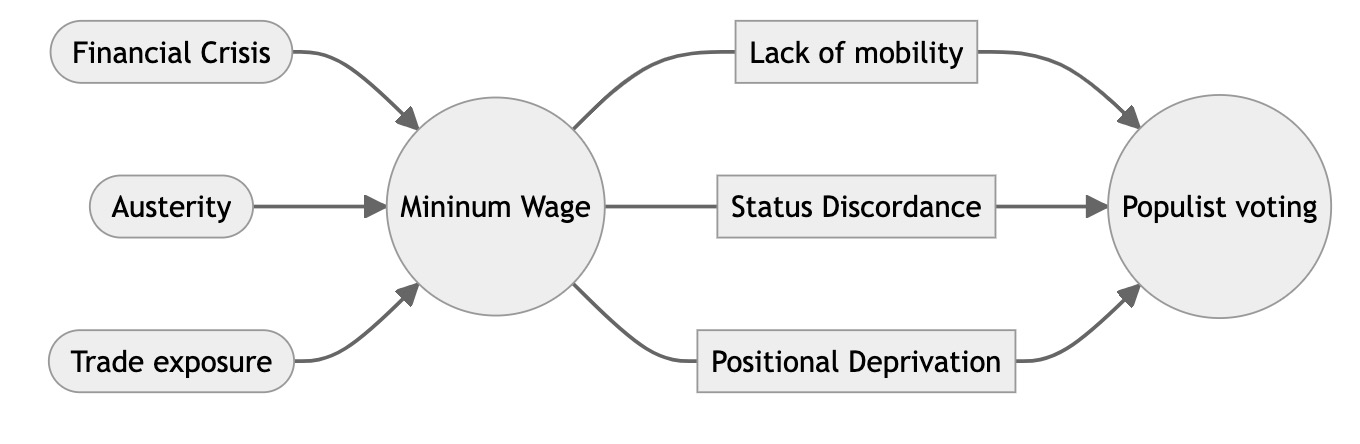 Financial Crisis
Lack of mobility
Austerity
Mininum Wage
Status Discordance
Populist voting
Trade exposure
Positional Deprivation